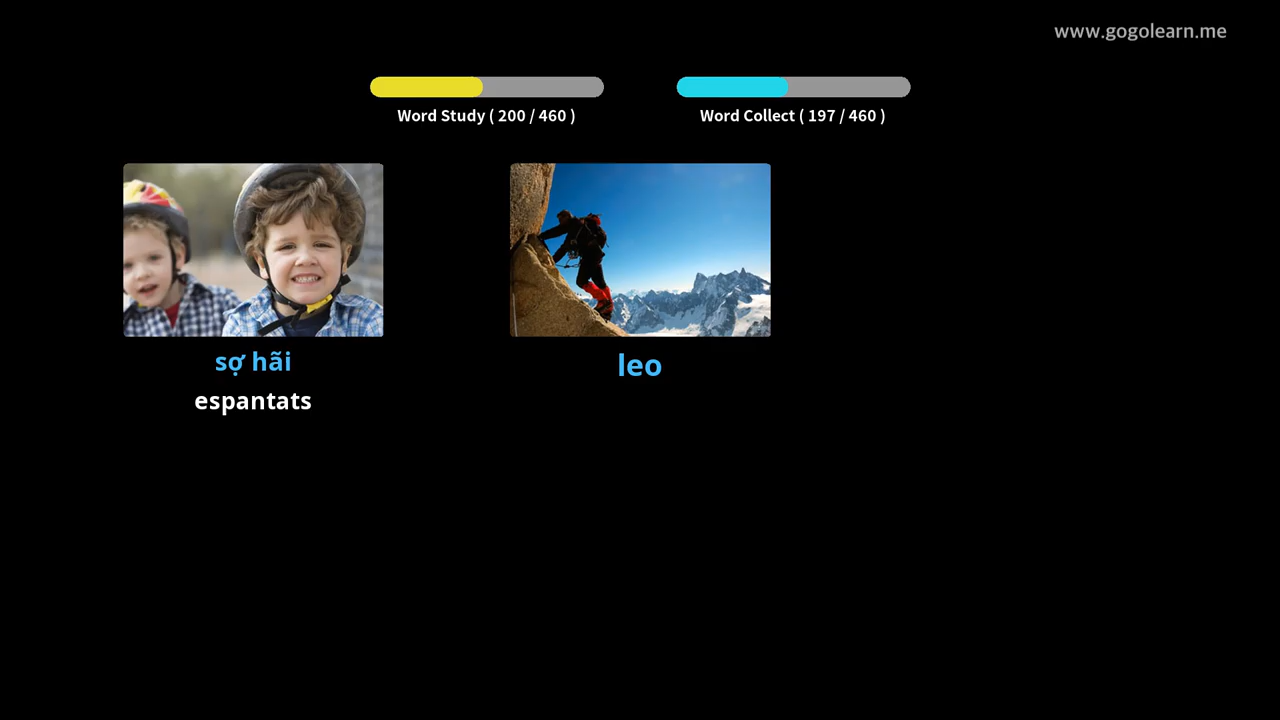 www.gogolearn.me
Word Study ( 200 / 460 )
Word Collect ( 197 / 460 )
sợ hãi
espantats
leo